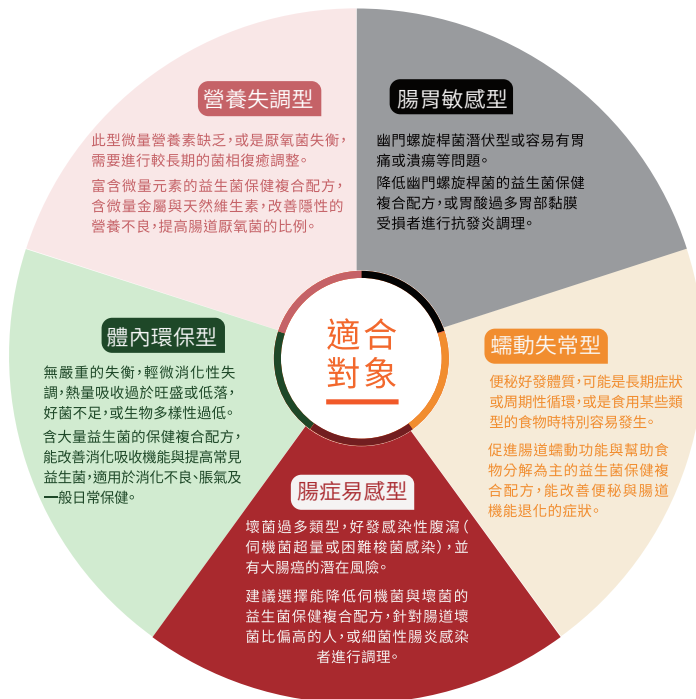 營養失調型
此型微量營養素缺乏，或是厭氧菌失衡，
需要進行較長期的菌相復癒調整。
富含微量元素的益生菌保健複合配方，
含微量金屬與天然維生素，改善隱性的
營養不良，提高腸道厭氧菌的比例。
腸胃敏感型
幽門螺旋桿菌潛伏型或容易有胃
痛或潰瘍等問題。
降低幽門螺旋桿菌的益生菌保健
複合配方，或胃酸過多胃部黏膜
受損者進行抗發炎調理。
體內環保型
無嚴重的失衡，輕微消化性失
調，熱量吸收過於旺盛或低落，
好菌不足，或生物多樣性過低。
含大量益生菌的保健複合配方，
能改善消化吸收機能與提高常見
益生菌，適用於消化不良、脹氣及
一般日常保健。
適合
對象
蠕動失常型
便秘好發體質，可能是長期症狀
或周期性循環，或是食用某些類
型的食物時特別容易發生。
促進腸道蠕動功能與幫助食
物分解為主的益生菌保健複
合配方，能改善便秘與腸道
機能退化的症狀。
腸症易感型
壞菌過多類型，好發感染性腹瀉（
伺機菌超量或困難梭菌感染），並
有大腸癌的潛在風險。
建議選擇能降低伺機菌與壞菌的
益生菌保健複合配方，針對腸道壞
菌比偏高的人，或細菌性腸炎感染
者進行調理。